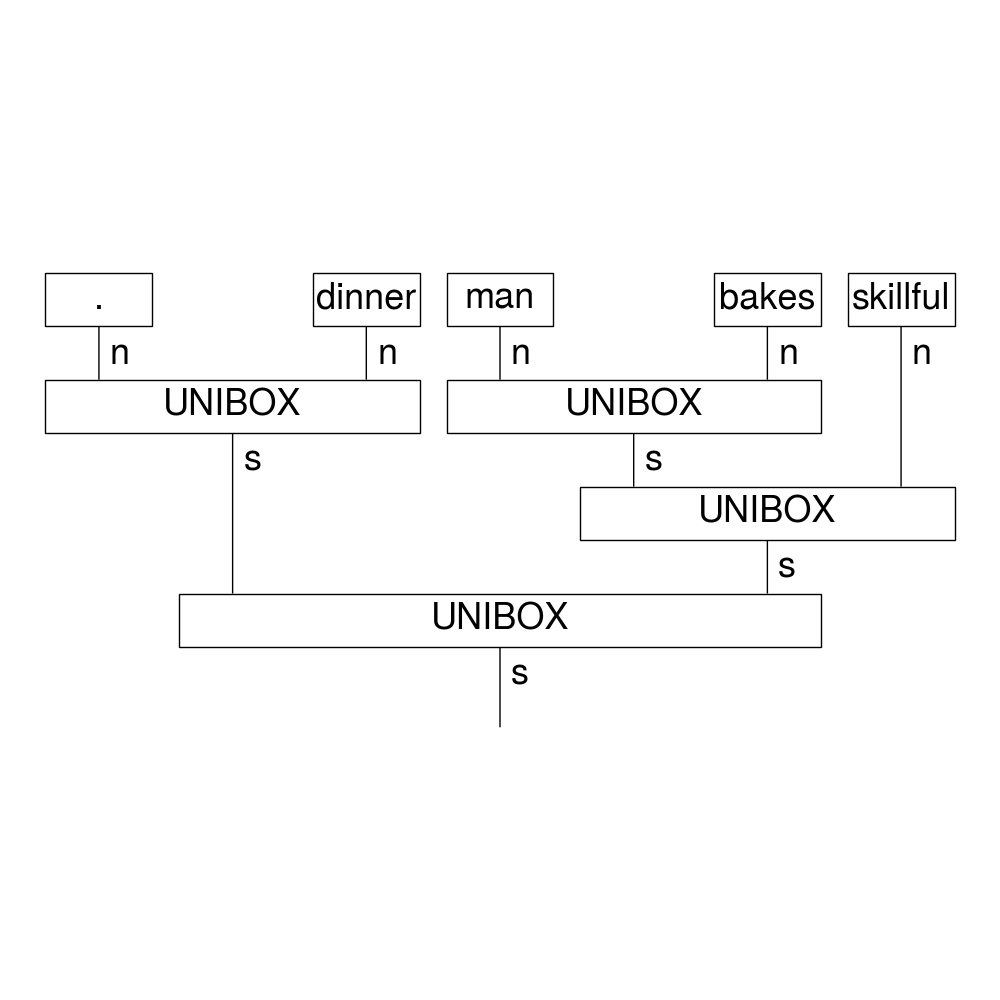 . dinner man bakes skillful
n n n n n
UNIBOX UNIBOX
s s
UNIBOX
s
UNIBOX
s